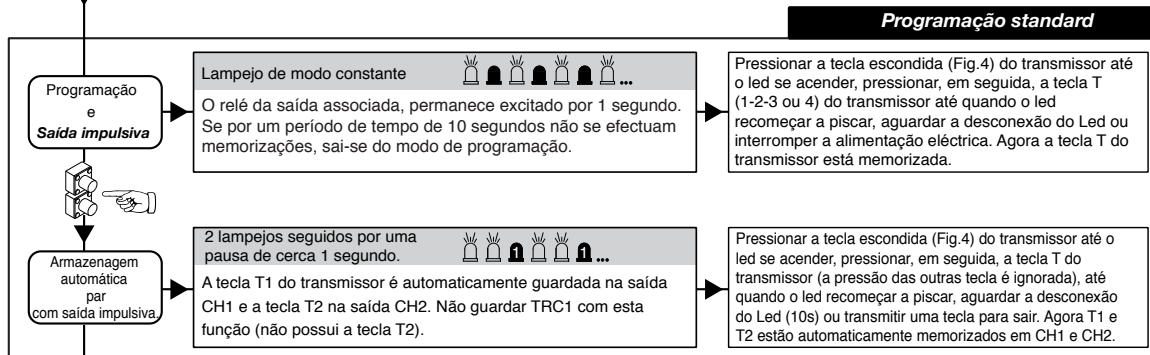 Programação standard
Programação
e
Saída impulsiva
Lampejo de modo constante
...
O relé da saída associada, permanece excitado por 1 segundo.
Se por um período de tempo de 10 segundos não se efectuam
memorizações, sai-se do modo de programação.
Pressionar a tecla escondida (Fig.4) do transmissor até
o led se acender, pressionar, em seguida, a tecla T
(1-2-3 ou 4) do transmissor até quando o led
recomeçar a piscar, aguardar a desconexão do Led ou
interromper a alimentação eléctrica. Agora a tecla T do
transmissor está memorizada.
Armazenagem
automática
par
com saída impulsiva.
2 lampejos seguidos por uma
pausa de cerca 1 segundo.
1 1 ...
A tecla T1 do transmissor é automaticamente guardada na saída
CH1 e a tecla T2 na saída CH2. Não guardar TRC1 com esta
função (não possui a tecla T2).
Pressionar a tecla escondida (Fig.4) do transmissor até o
led se acender, pressionar, em seguida, a tecla T do
transmissor (a pressão das outras tecla é ignorada), até
quando o led recomeçar a piscar, aguardar a desconexão
do Led (10s) ou transmitir uma tecla para sair. Agora T1 e
T2 estão automaticamente memorizados em CH1 e CH2.